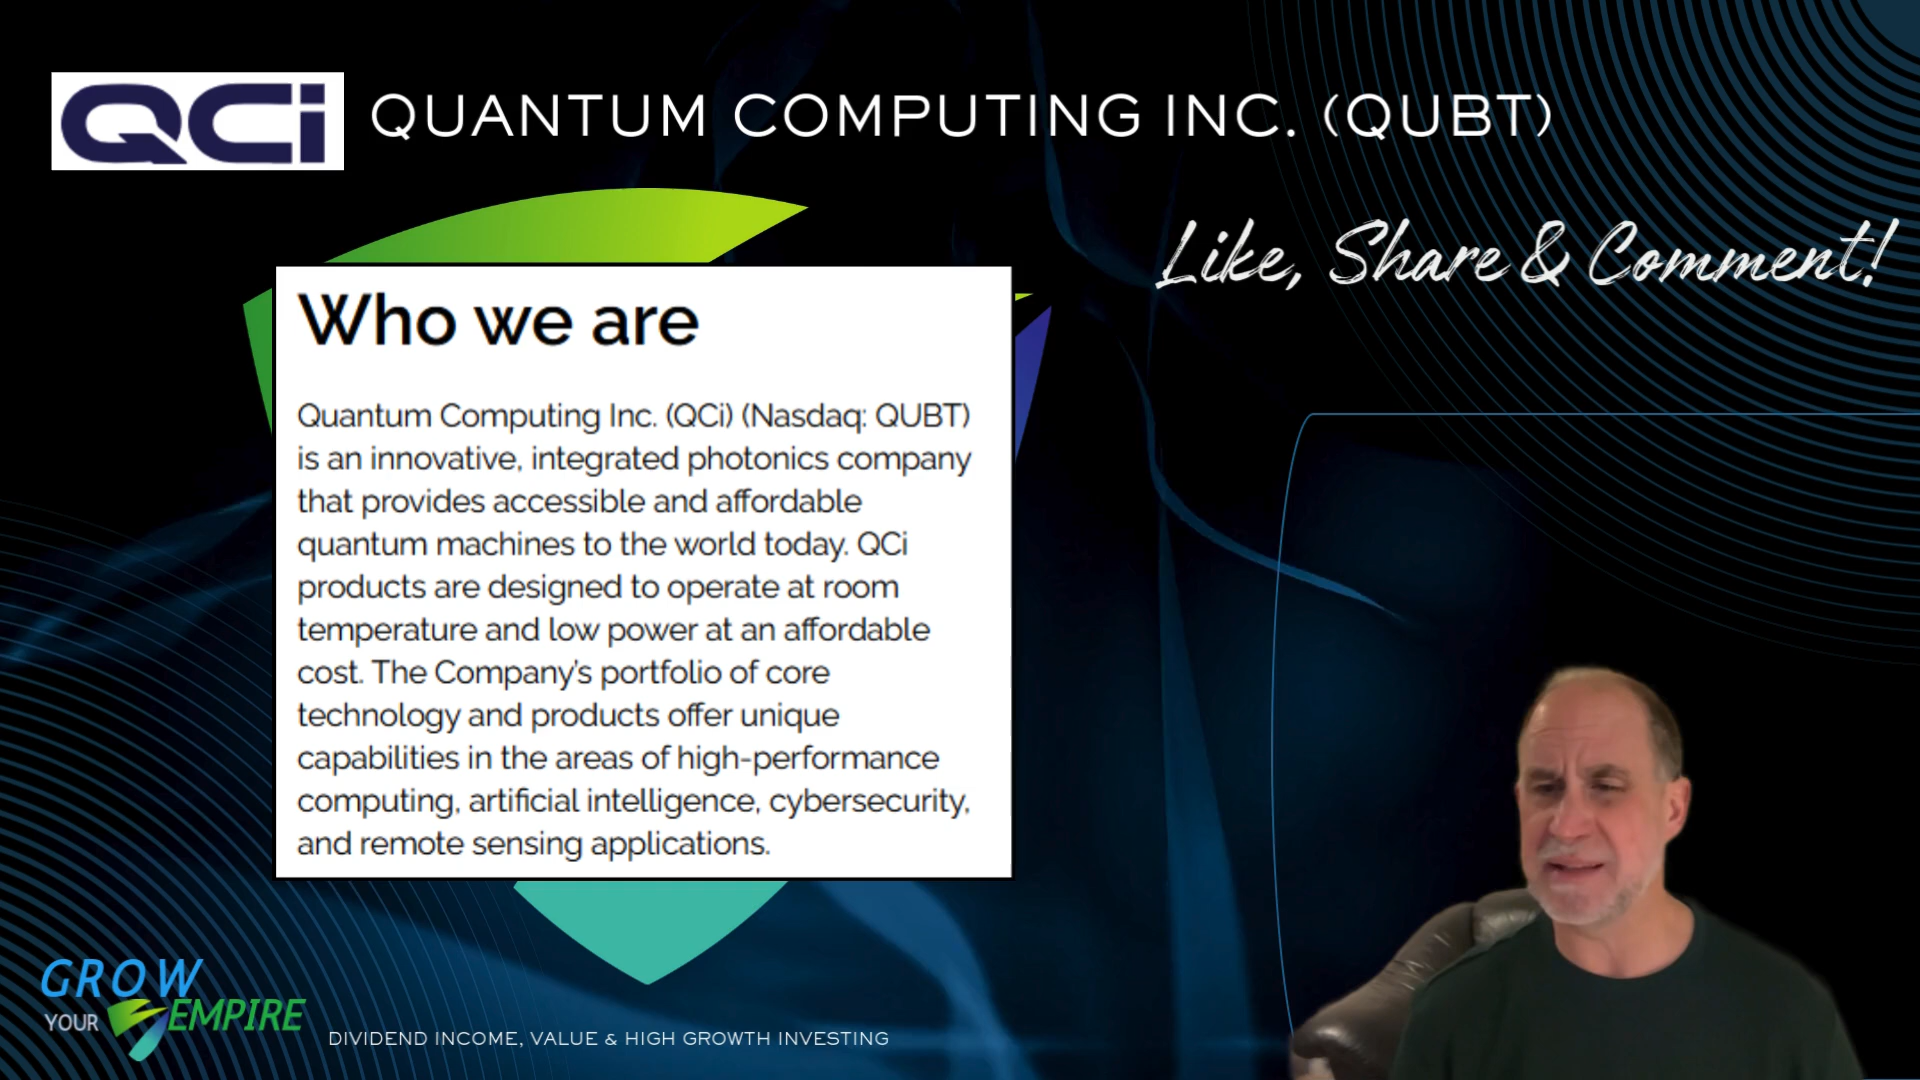 QCi
QUANTUM COMPUTING INC. (QUBT)
Like, Share & Comment!
Who we are
Quantum Computing Inc. (QCi) (Nasdaq: QUBT)
is an innovative, integrated photonics company
that provides accessible and affordable
quantum machines to the world today. QCi
products are designed to operate at room
temperature and low power at an affordable
cost. The Company's portfolio of core
technology and products offer unique
capabilities in the areas of high-performance
computing, artificial intelligence, cybersecurity,
and remote sensing applications.
GROW
YOUR EMPIRE
DIVIDEND INCOME, VALUE & HIGH GROWTH INVESTING